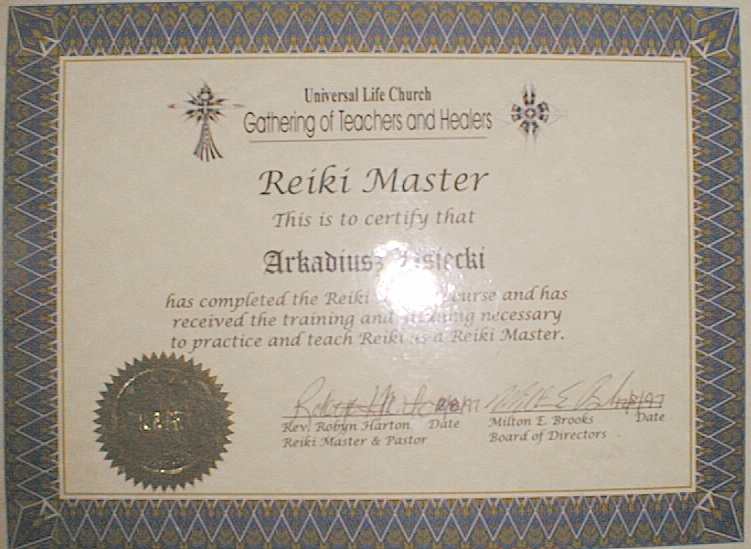 Universal Life Church
Gathering of Teachers and Healers
Reiki Master
This is to certify that
Arkadiusz
has completed the Reiki course and has
received the training and necessary
to practice and teach Reiki as a Reiki Master.
Rev. Robyn Harton Date
Reiki Master & Pastor
Milton E. Brooks Date
Board of Directors